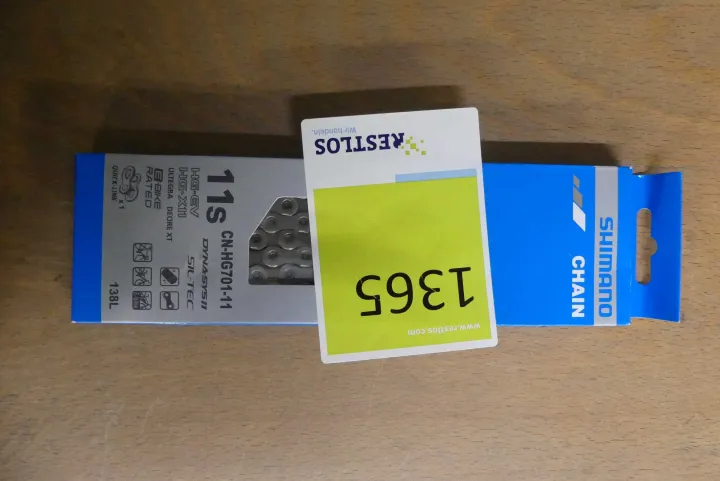 SHIMANO
CHAIN
11s
CN-HG701-11
HG-EV
HG-X11
DYNASYS11
SIL-TEC
ULTEGRA DEORE XT
E-BIKE
RATED
QUICK-LINK
x 1
138L
RESTLOS
Wir handeln.
1365
www.restlos.com